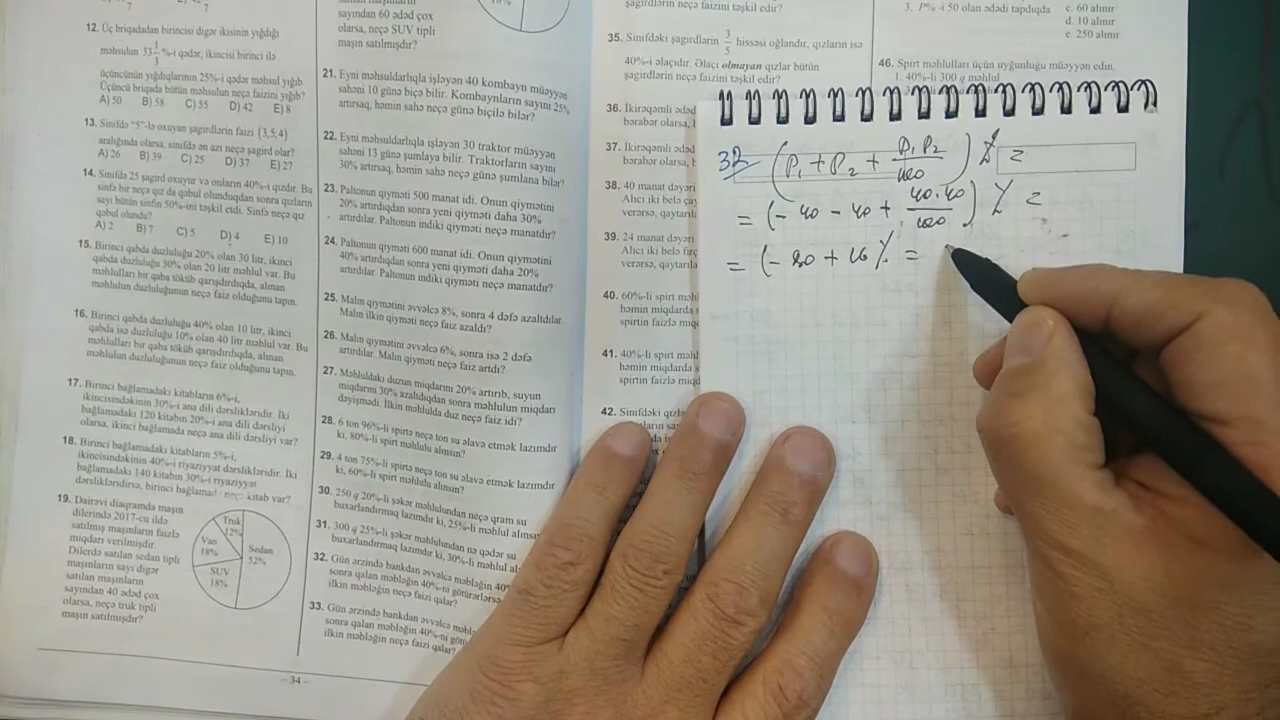 12. Üç briqadadan birincisi digər ikisinin yığdığı
məhsulun 33 1/3 %-i qədər, ikincisi birinci ilə
üçüncünün yığdıqlarının 25%-i qədər məhsul yığıb.
Üçüncü briqada bütün məhsulun neçə faizini yığıb?
A) 50 B) 58 C) 55 D) 42 E) 8
13. Sinifdə "5"-lə oxuyan şagirdlərin faizi (3,5;4)
aralığında olarsa, sinifdə ən azı neçə şagird olar?
A) 26 B) 39 C) 25 D) 37 E) 27
14. Sinifdə 25 şagird oxuyur və onların 40%-i qızdır. Bu
sinfə neçə qız da qəbul olunduqdan sonra qızların
sayı bütün sinfin 50%-ini təşkil etdi. Sinfə neçə qız
qəbul olundu?
A) 2 B) 7 C) 5 D) 4 E) 10
15. Birinci qabda duzluluğu 20% olan 30 litr, ikinci
qabda duzluluğu 30% olan 20 litr məhlul var. Bu
məhlulları bir qaba töküb qarışdırdıqda, alınan
məhlulun duzluluğunun neçə faiz olduğunu tapın.
16. Birinci qabda duzluluğu 40% olan 10 litr, ikinci
qabda isə duzluluğu 10% olan 40 litr məhlul var. Bu
məhlulları bir qaba töküb qarışdırdıqda, alınan
məhlulun duzluluğunun neçə faiz olduğunu tapın.
17. Birinci bağlamadakı kitabların 6%-i,
ikincisindəkinin 30%-i ana dili dərslikləridir. İki
bağlamadakı 120 kitabın 20%-i ana dili dərsliyi
olarsa, ikinci bağlamada neçə ana dili dərsliyi var?
18. Birinci bağlamadakı kitabların 5%-i,
ikincisindəkinin 40%-i riyaziyyat dərslikləridir. İki
bağlamadakı 140 kitabın 30%-i riyaziyyat
dərslikləridirsə, birinci bağlamada neçə kitab var?
19. Dairəvi diaqramda maşın
dilerində 2017-cu ildə
satılmış maşınların faizlə
miqdarı verilmişdir.
Dilerdə satılan sedan tipli
maşınların sayı digər
satılan maşınların
sayından 40 ədəd çox
olarsa, neçə truk tipli
maşın satılmışdır?
Truk
12%
Van
18%
Sedan
52%
SUV
18%
sayından 60 ədəd çox
olarsa, neçə SUV tipli
maşın satılmışdır?
21. Eyni məhsuldarlıqla işləyən 40 kombayn müəyyən
sahəni 10 günə biçə bilir. Kombaynların sayını 25%
artırsaq, həmin sahə neçə günə biçilə bilər?
22. Eyni məhsuldarlıqla işləyən 30 traktor müəyyən
sahəni 13 günə şumlaya bilir. Traktorların sayını
30% artırsaq, həmin sahə neçə günə şumlana bilər?
23. Paltonun qiyməti 500 manat idi. Onun qiymətini
20% artırdıqdan sonra yeni qiyməti daha 30%
artırdılar. Paltonun indiki qiyməti neçə manatdır?
24. Paltonun qiyməti 600 manat idi. Onun qiymətini
40% artırdıqdan sonra yeni qiyməti daha 20%
artırdılar. Paltonun indiki qiyməti neçə manatdır?
25. Malın qiymətini əvvəlcə 8%, sonra 4 dəfə azaltdılar.
Malın ilkin qiyməti neçə faiz azaldı?
26. Malın qiymətini əvvəlcə 6%, sonra isə 2 dəfə
artırdılar. Malın qiyməti neçə faiz artdı?
27. Məhluldakı duzun miqdarını 20% artırıb, suyun
miqdarını 30% azaltdıqdan sonra məhlulun miqdarı
dəyişmədi. İlkin məhlulda duz neçə faiz idi?
28. 6 ton 96%-li spirtə neçə ton su əlavə etmək lazımdır
ki, 80%-li spirt məhlulu alınsın?
29. 4 ton 75%-li spirtə neçə ton su əlavə etmək lazımdır
ki, 60%-li spirt məhlulu alınsın?
30. 250 q 20%-li şəkər məhlulundan neçə qram su
buxarlandırmaq lazımdır ki, 25%-li məhlul alınsın
31. 300 q 25%-li şəkər məhlulundan nə qədər su
buxarlandırmaq lazımdır ki, 30%-li məhlul al
32. Gün ərzində bankdan əvvəlcə məbləğin 40
sonra qalan məbləğin 40%-ni götürərlərsə
ilkin məbləğin neçə faizi qalar?
33. Gün ərzində bankdan əvvəlcə məblə
sonra qalan məbləğin 40%-ni götü
ilkin məbləğin neçə faizi qalar?
- 34 -
şagirdlərin neçə faizini təşkil edir?
35. Sinifdəki şagirdlərin 3/5 hissəsi oğlandır, qızların isə
40%-i əlaçıdır. Əlaçı olmayan qızlar bütün
şagirdlərin neçə faizini təşkil edir?
36. İkirəqəmli ədəd
bərabər olarsa,
37. İkirəqəmli
bərabər olarsa,
38. 40 manat dəyəri
Alıcı iki belə
verərsə, qaytarıla
39. 24 manat dəyəri
Alıcı iki belə
verərsə, qaytarıla
40. 60%-li spirt məhl
həmin miqdarda
spirtin faizlə miqd
41. 40%-li spirt məhl
həmin miqdarda s
spirtin faizlə miqd
42. Sinifdəki qızla
3. P% -i 50 olan ədədi tapdıqda
c. 60 alınır
d. 10 alınır
e. 250 alınır
46. Spirt məhlulları üçün uyğunluğu müəyyən edin.
1. 40%-li 300 q məhlul
32 (P₁ + P₂ + P₁P₂/100) % =
= (- 40 - 40 + 40·40/100) % =
= (- 80 + 16 % =